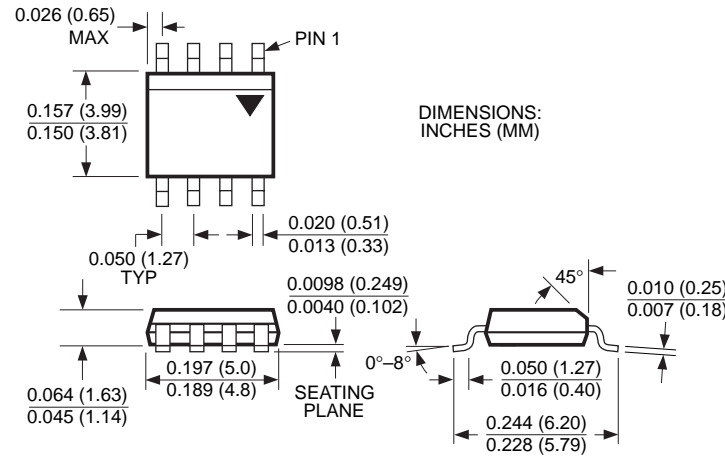 0.026 (0.65)
MAX
PIN 1
0.157 (3.99)
0.150 (3.81)
DIMENSIONS:
INCHES (MM)
0.020 (0.51)
0.013 (0.33)
0.050 (1.27)
TYP
0.0098 (0.249)
0.0040 (0.102)
45°
0.010 (0.25)
0.007 (0.18)
0°–8°
0.197 (5.0)
0.189 (4.8)
SEATING
PLANE
0.050 (1.27)
0.016 (0.40)
0.064 (1.63)
0.045 (1.14)
0.244 (6.20)
0.228 (5.79)